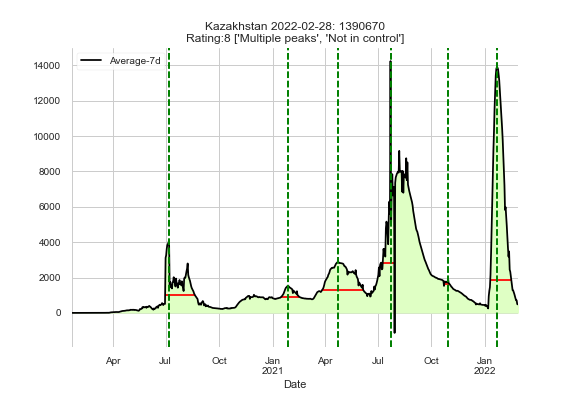 Kazakhstan 2022-02-28: 1390670
Rating:8 ['Multiple peaks', 'Not in control']
Average-7d
14000
12000
10000
8000
6000
4000
2000
0
Apr
Jul
Oct
Jan
2021
Apr
Jul
Oct
Jan
2022
Date